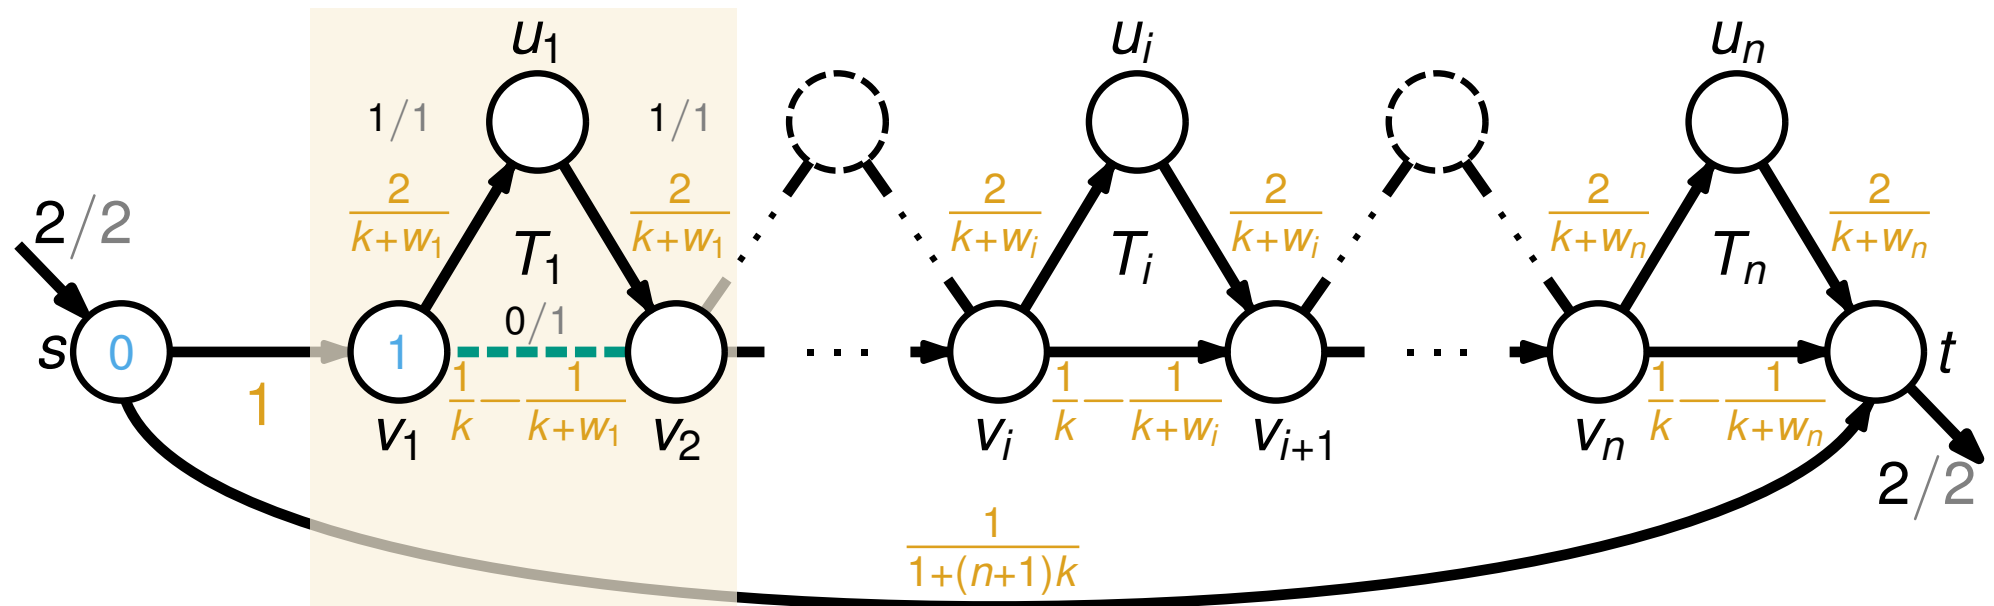 u₁ uᵢ uₙ
1/1 1/1
2/(k+w₁) 2/(k+w₁) 2/(k+wᵢ) 2/(k+wᵢ) 2/(k+wₙ) 2/(k+wₙ)
2/2
T₁ Tᵢ Tₙ
0/1
s 0 1 ... ... t
1 1/k − 1/(k+w₁) 1/k − 1/(k+wᵢ) 1/k − 1/(k+wₙ)
v₁ v₂ vᵢ vᵢ₊₁ vₙ
2/2
1/(1+(n+1)k)